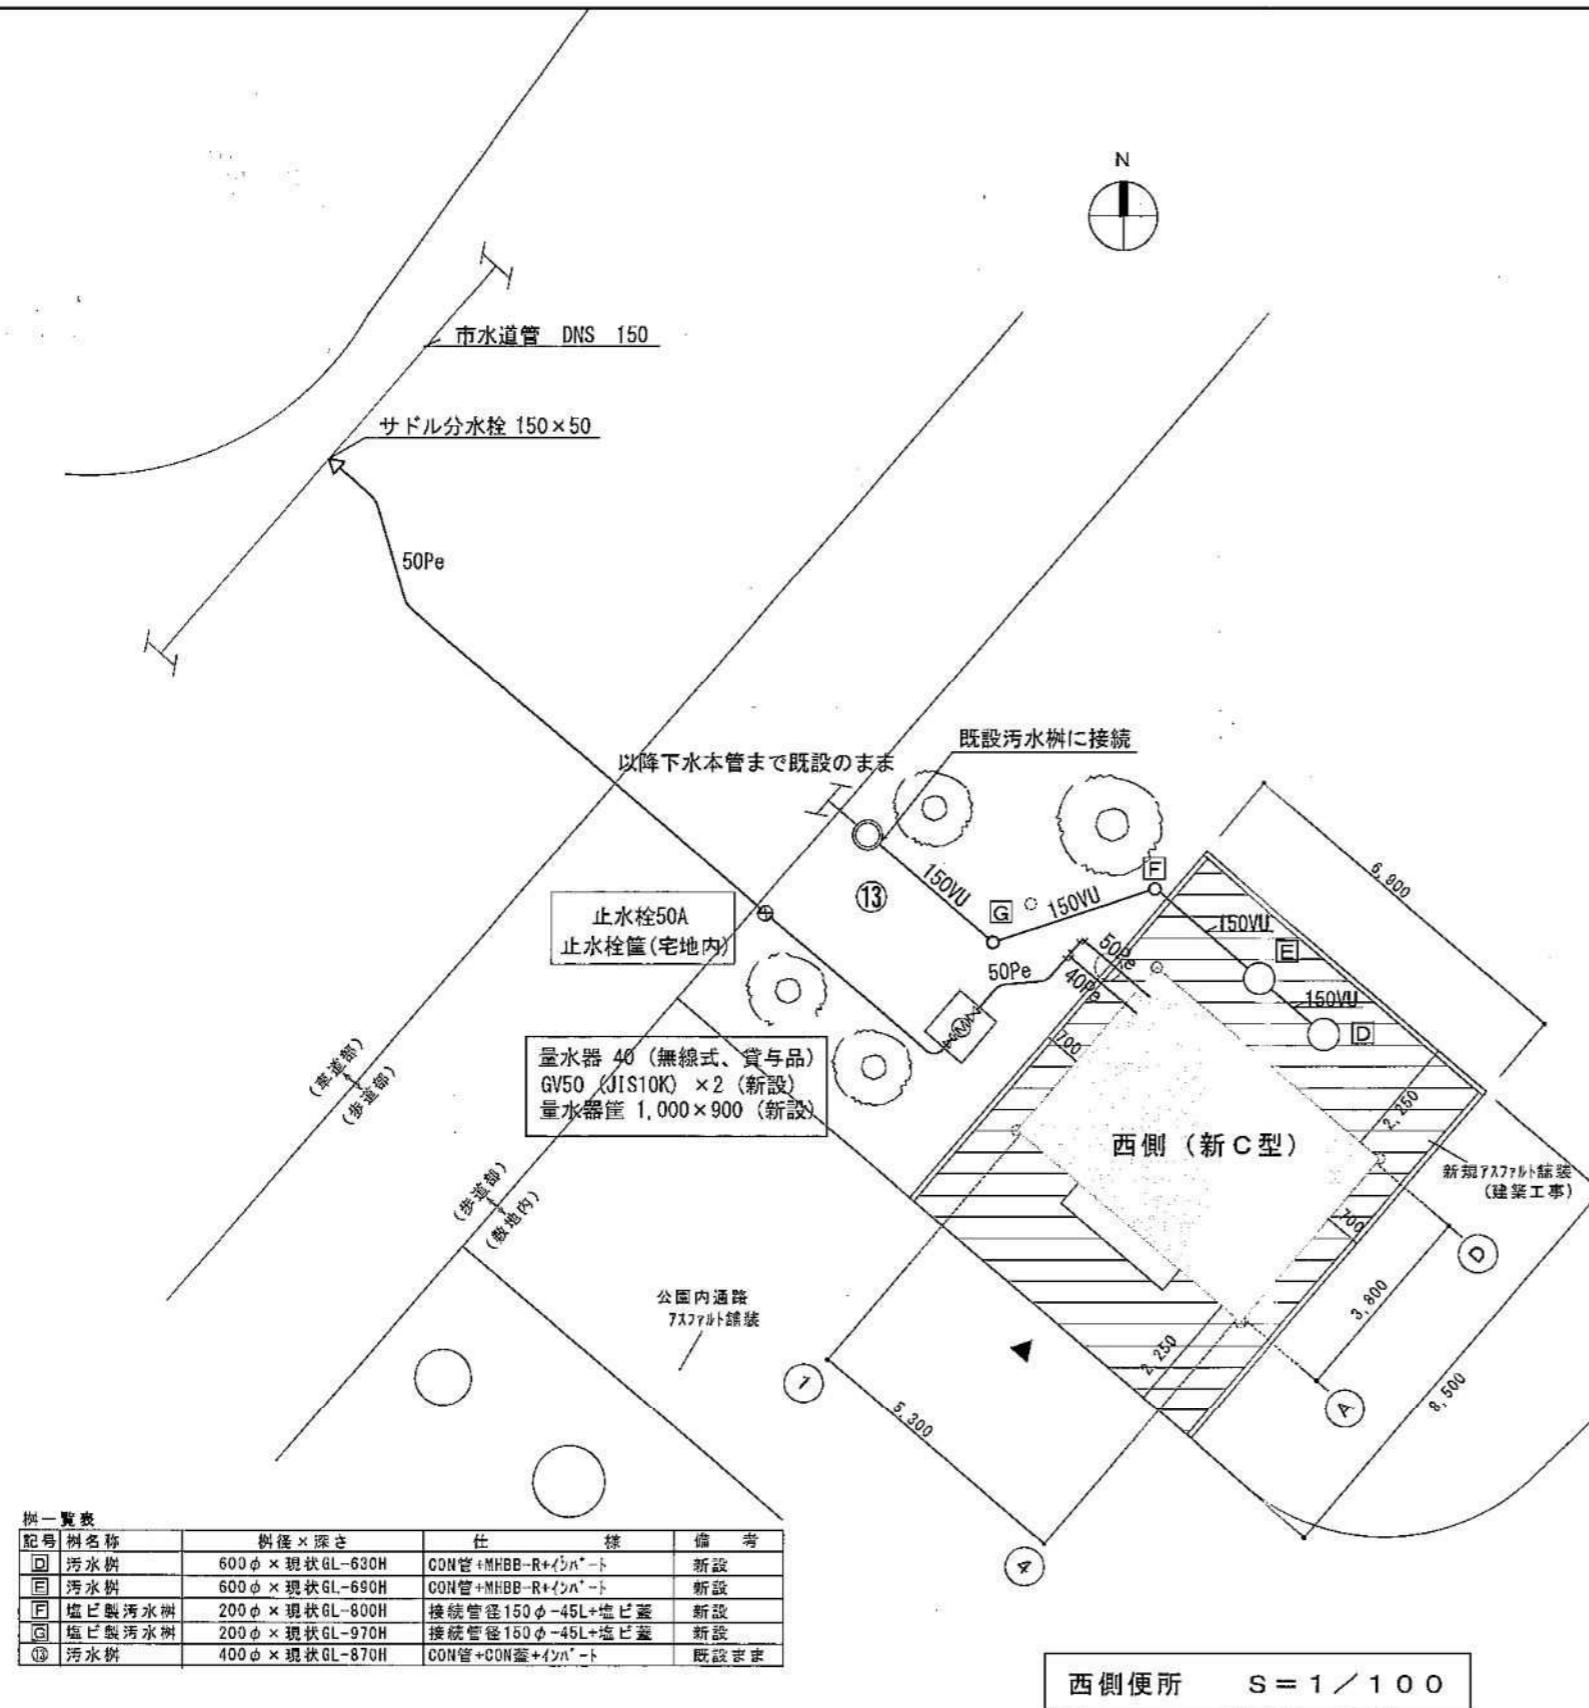 N
市水道管 DNS 150
サドル分水栓 150×50
50Pe
以降下水本管まで既設のまま
既設汚水桝に接続
6,800
F
150VU
⑬
G
150VU
止水栓50A
止水栓筐(宅地内)
150VU
E
50Pe
50Pe
40Pe
150VU
D
M
700
量水器 40 (無線式、貸与品)
GV50 (JIS10K) ×2 (新設)
量水器筐 1,000×900 (新設)
(車道部)
(歩道部)
2,250
西側 (新C型)
新規アスファルト舗装
(建築工事)
(歩道部)
(敷地内)
700
D
公園内通路
アスファルト舗装
3,800
2,250
8,500
1
A
5,300
4
桝一覧表
記号 桝名称 桝径×深さ 仕様 備考
D 汚水桝 600φ×現状GL-630H CON管+MHBB-R+インバート 新設
E 汚水桝 600φ×現状GL-690H CON管+MHBB-R+インバート 新設
F 塩ビ製汚水桝 200φ×現状GL-800H 接続管径150φ-45L+塩ビ蓋 新設
G 塩ビ製汚水桝 200φ×現状GL-970H 接続管径150φ-45L+塩ビ蓋 新設
⑬ 汚水桝 400φ×現状GL-870H CON管+CON蓋+インバート 既設まま
西側便所 S=1/100